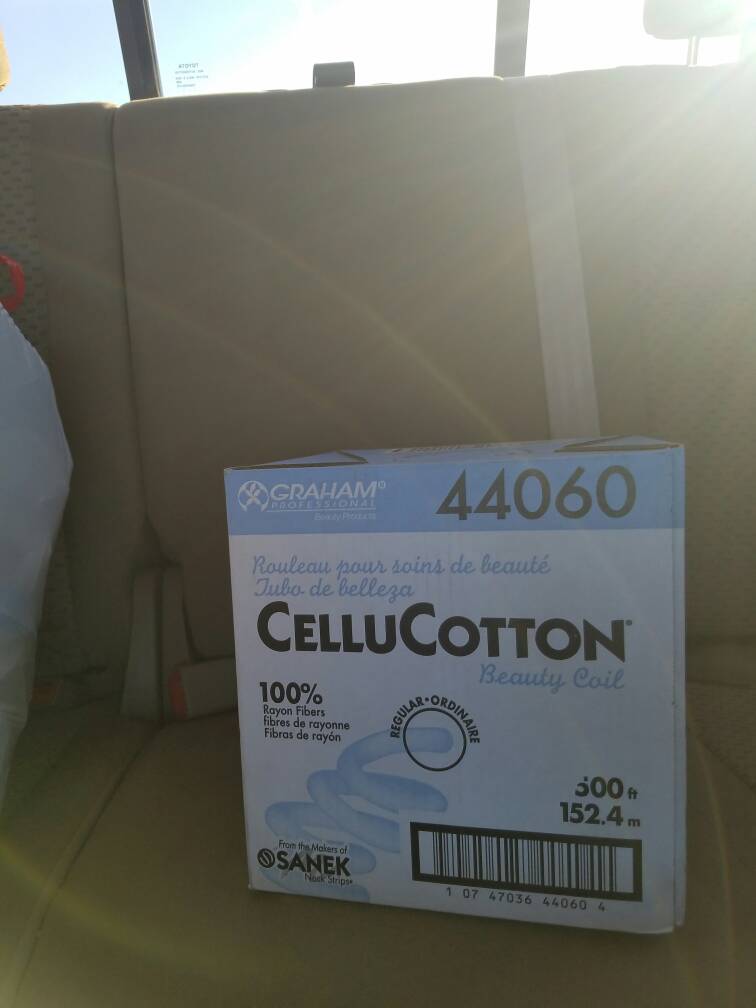 GRAHAM®
PROFESSIONAL
Beauty Products
44060
Rouleau pour soins de beauté
Tubo de belleza
CELLUCOTTON®
Beauty Coil
100%
Rayon Fibers
fibres de rayonne
Fibras de rayón
REGULAR•ORDINAIRE
500 ft
152.4 m
From the Makers of
SANEK
Neck Strips®
1 07 47036 44060 4